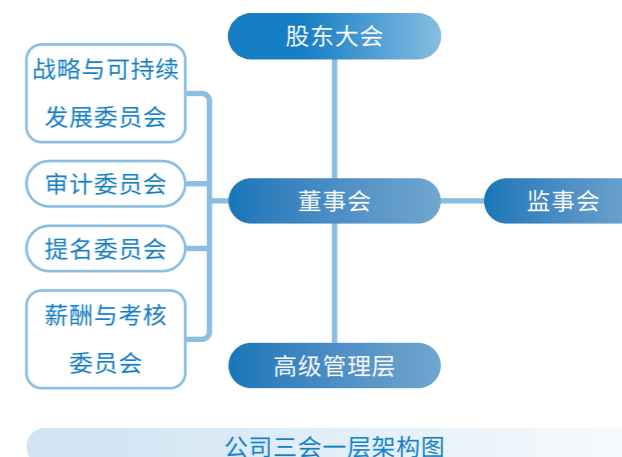 股东大会
战略与可持续
发展委员会
审计委员会
董事会
监事会
提名委员会
薪酬与考核
委员会
高级管理层
公司三会一层架构图